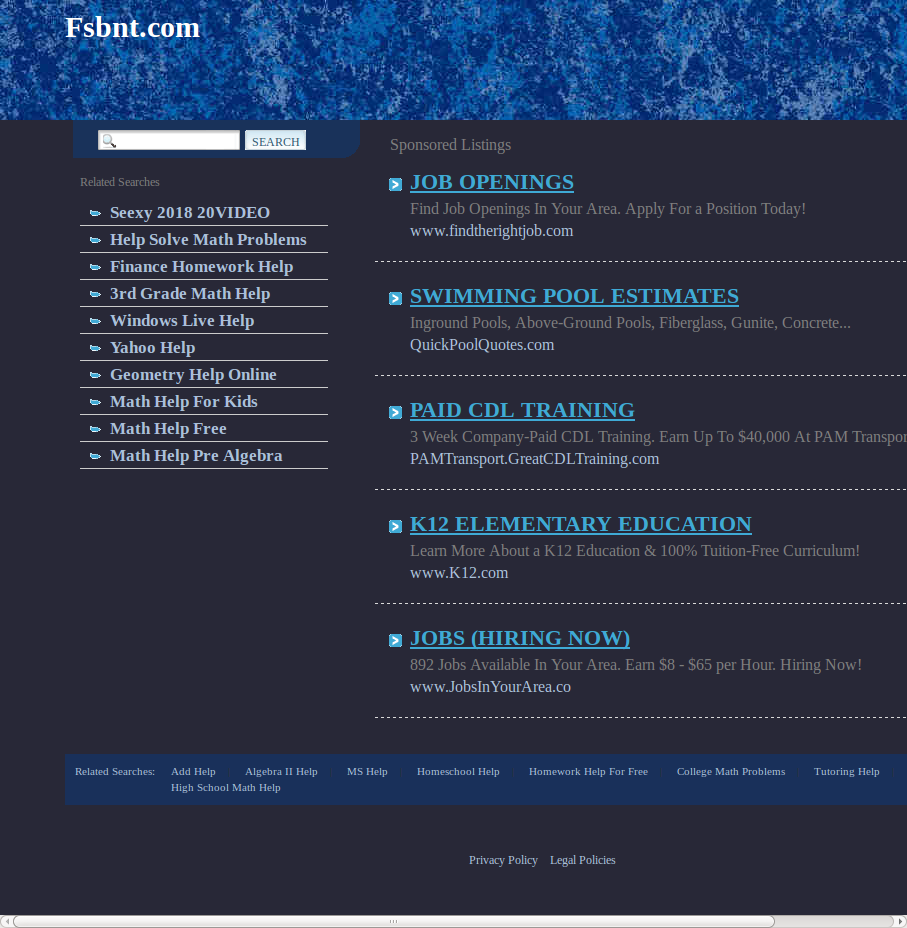 Fsbnt.com
SEARCH
Related Searches
Seexy 2018 20VIDEO
Help Solve Math Problems
Finance Homework Help
3rd Grade Math Help
Windows Live Help
Yahoo Help
Geometry Help Online
Math Help For Kids
Math Help Free
Math Help Pre Algebra
Sponsored Listings
JOB OPENINGS
Find Job Openings In Your Area. Apply For a Position Today!
www.findtherightjob.com
SWIMMING POOL ESTIMATES
Inground Pools, Above-Ground Pools, Fiberglass, Gunite, Concrete...
QuickPoolQuotes.com
PAID CDL TRAINING
3 Week Company-Paid CDL Training. Earn Up To $40,000 At PAM Transpor
PAMTransport.GreatCDLTraining.com
K12 ELEMENTARY EDUCATION
Learn More About a K12 Education & 100% Tuition-Free Curriculum!
www.K12.com
JOBS (HIRING NOW)
892 Jobs Available In Your Area. Earn $8 - $65 per Hour. Hiring Now!
www.JobsInYourArea.co
Related Searches: Add Help Algebra II Help MS Help Homeschool Help Homework Help For Free College Math Problems Tutoring Help
High School Math Help
Privacy Policy Legal Policies